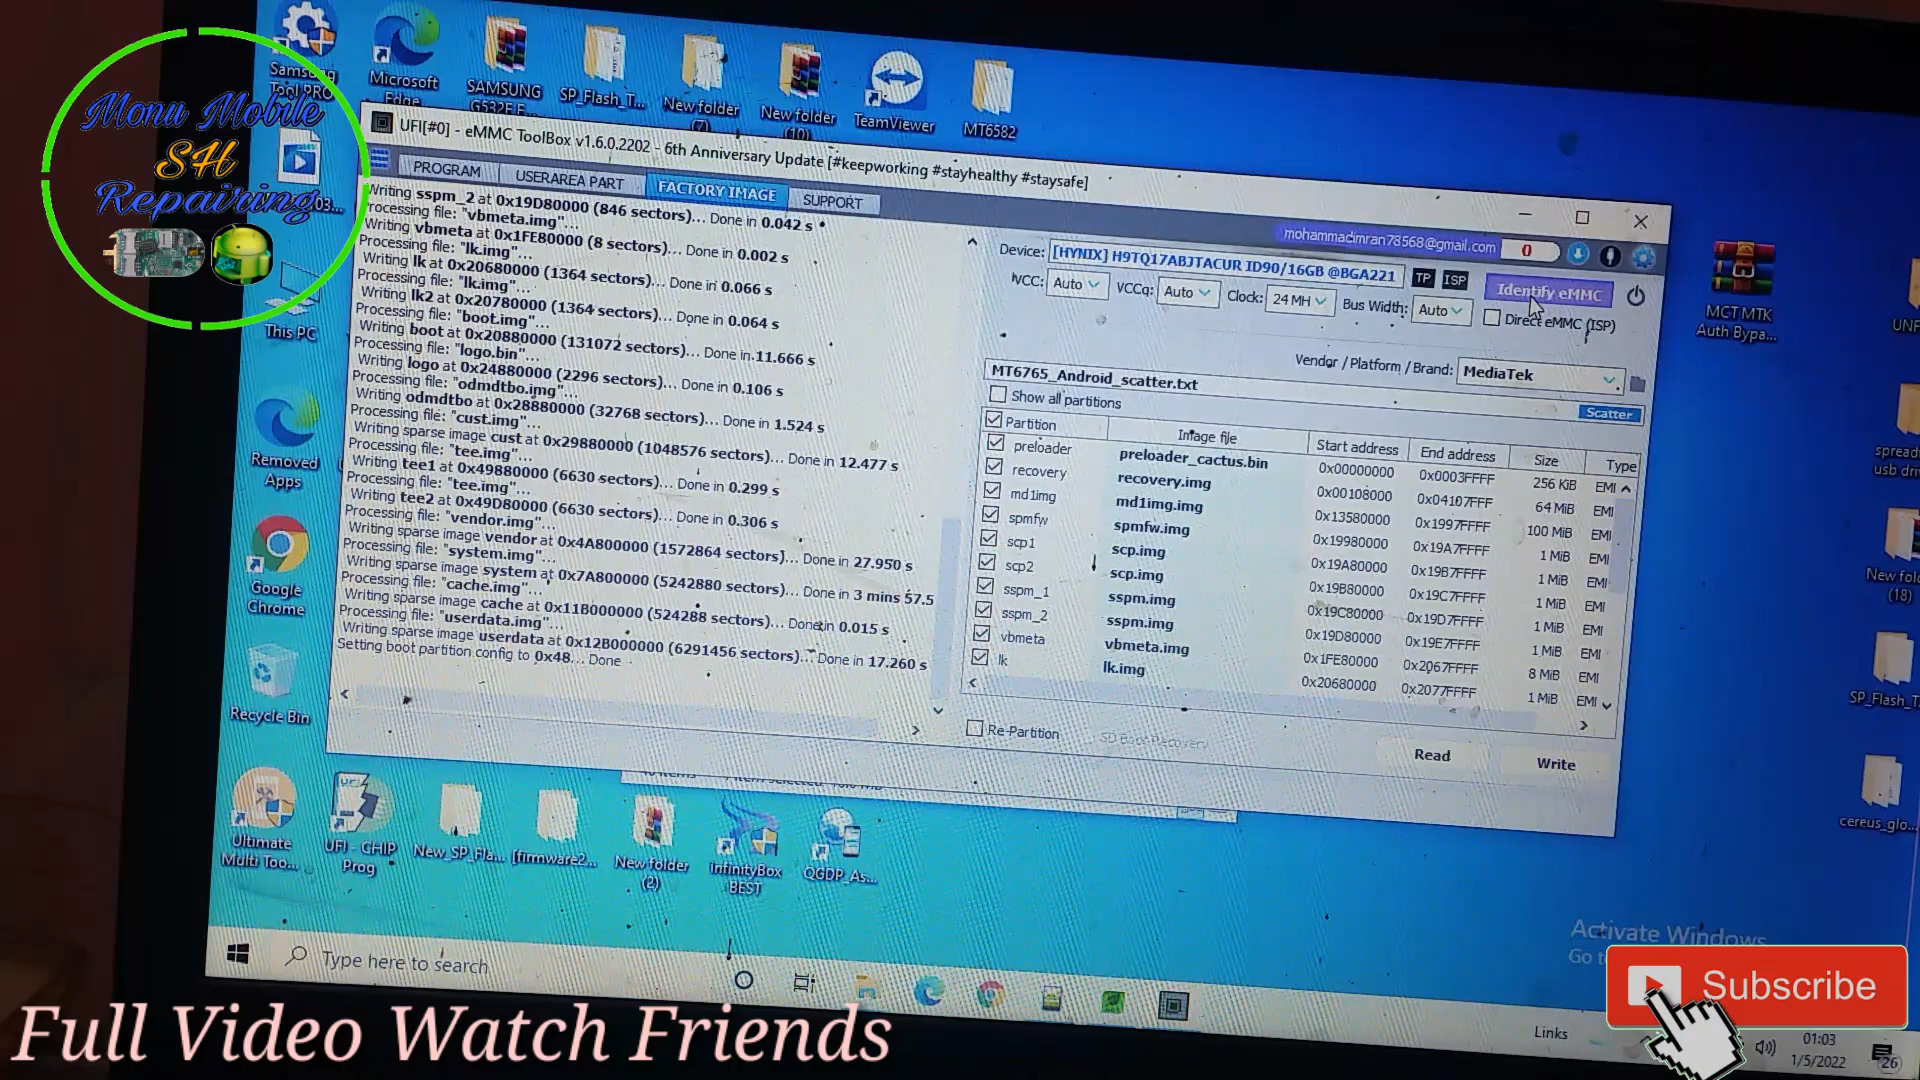 Samsung
Tool PRO
Microsoft
Edge
SAMSUNG
G532F F...
SP_Flash_T...
New folder
(7)
New folder
(10)
TeamViewer
MT6582
Monu Mobile
SH
Repairing
03...
This PC
Removed
Apps
Google
Chrome
Recycle Bin
UFI[#0] - eMMC ToolBox v1.6.0.2202 - 6th Anniversary Update [#keepworking #stayhealthy #staysafe]
PROGRAM
USERAREA PART
FACTORY IMAGE
SUPPORT
Writing sspm_2 at 0x19D80000 (846 sectors)... Done in 0.042 s
Processing file: "vbmeta.img"...
Writing vbmeta at 0x1FE80000 (8 sectors)... Done in 0.002 s
Processing file: "lk.img"...
Writing lk at 0x20680000 (1364 sectors)... Done in 0.066 s
Processing file: "lk.img"...
Writing lk2 at 0x20780000 (1364 sectors)... Done in 0.064 s
Processing file: "boot.img"...
Writing boot at 0x20880000 (131072 sectors)... Done in 11.666 s
Processing file: "logo.bin"...
Writing logo at 0x24880000 (2296 sectors)... Done in 0.106 s
Processing file: "odmdtbo.img"...
Writing odmdtbo at 0x28880000 (32768 sectors)... Done in 1.524 s
Processing file: "cust.img"...
Writing sparse image cust at 0x29880000 (1048576 sectors)... Done in 12.477 s
Processing file: "tee.img"...
Writing tee1 at 0x49880000 (6630 sectors)... Done in 0.299 s
Processing file: "tee.img"...
Writing tee2 at 0x49D80000 (6630 sectors)... Done in 0.306 s
Processing file: "vendor.img"...
Writing sparse image vendor at 0x4A800000 (1572864 sectors)... Done in 27.950 s
Processing file: "system.img"...
Writing sparse image system at 0x7A800000 (5242880 sectors)... Done in 3 mins 57.5
Processing file: "cache.img"...
Writing sparse image cache at 0x11B000000 (524288 sectors)... Done in 0.015 s
Processing file: "userdata.img"...
Writing sparse image userdata at 0x12B000000 (6291456 sectors)... Done in 17.260 s
Setting boot partition config to 0x48... Done
mohammadimran78568@gmail.com
0
Device: [HYNIX] H9TQ17ABJTACUR ID90/16GB @BGA221
TP
ISP
Identify eMMC
VCC: Auto
VCCq: Auto
Clock: 24 MH
Bus Width: Auto
Direct eMMC (ISP)
Vendor / Platform / Brand: MediaTek
MT6765_Android_scatter.txt
Scatter
Show all partitions
Partition Image file Start address End address Size Type
preloader preloader_cactus.bin 0x00000000 0x0003FFFF 256 KiB EMI
recovery recovery.img 0x00108000 0x04107FFF 64 MiB EMI
md1img md1img.img 0x13580000 0x1997FFFF 100 MiB EMI
spmfw spmfw.img 0x19980000 0x19A7FFFF 1 MiB EMI
scp1 scp.img 0x19A80000 0x19B7FFFF 1 MiB EMI
scp2 scp.img 0x19B80000 0x19C7FFFF 1 MiB EMI
sspm_1 sspm.img 0x19C80000 0x19D7FFFF 1 MiB EMI
sspm_2 sspm.img 0x19D80000 0x19E7FFFF 1 MiB EMI
vbmeta vbmeta.img 0x1FE80000 0x2067FFFF 8 MiB EMI
lk lk.img 0x20680000 0x2077FFFF 1 MiB EMI
Re-Partition
SD Boot Recovery
Read
Write
MCT MTK
Auth Bypa...
UNF
spread
usb driv
New fold
(18)
SP_Flash_T
cereus_glo...
Ultimate
Multi Too...
UFI - CHIP
Prog
New_SP_Fla...
[firmware2...
New folder
(2)
InfinityBox
BEST
QGDP_As...
Activate Windows
Go to
Type here to search
Subscribe
Links
01:03
1/5/2022
26
Full Video Watch Friends